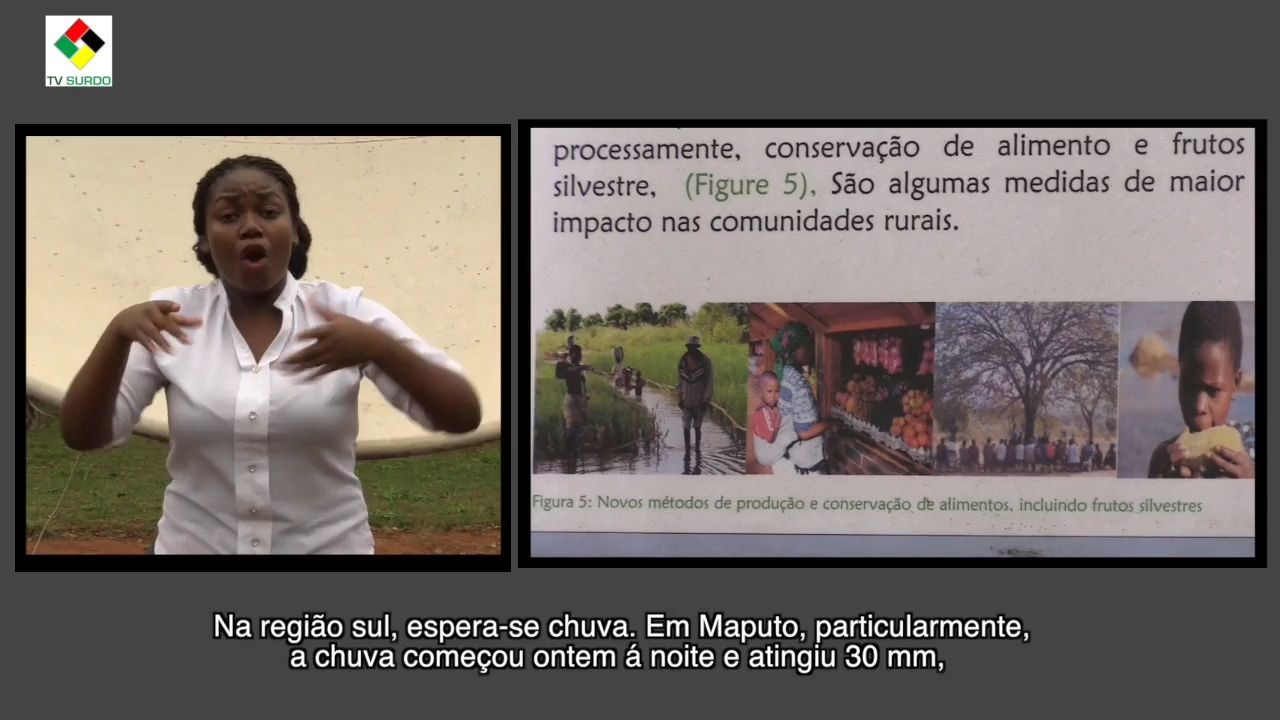 TV SURDO
processamente, conservação de alimento e frutos
silvestre, (Figure 5), São algumas medidas de maior
impacto nas comunidades rurais.
Figura 5: Novos métodos de produção e conservação de alimentos, incluindo frutos silvestres
Na região sul, espera-se chuva. Em Maputo, particularmente,
a chuva começou ontem á noite e atingiu 30 mm,